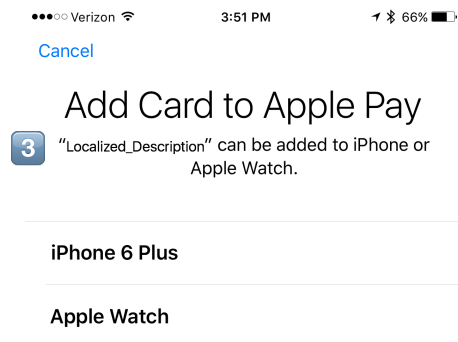 Verizon 3:51 PM 66%
Cancel
Add Card to Apple Pay
3 “Localized_Description” can be added to iPhone or
Apple Watch.
iPhone 6 Plus
Apple Watch